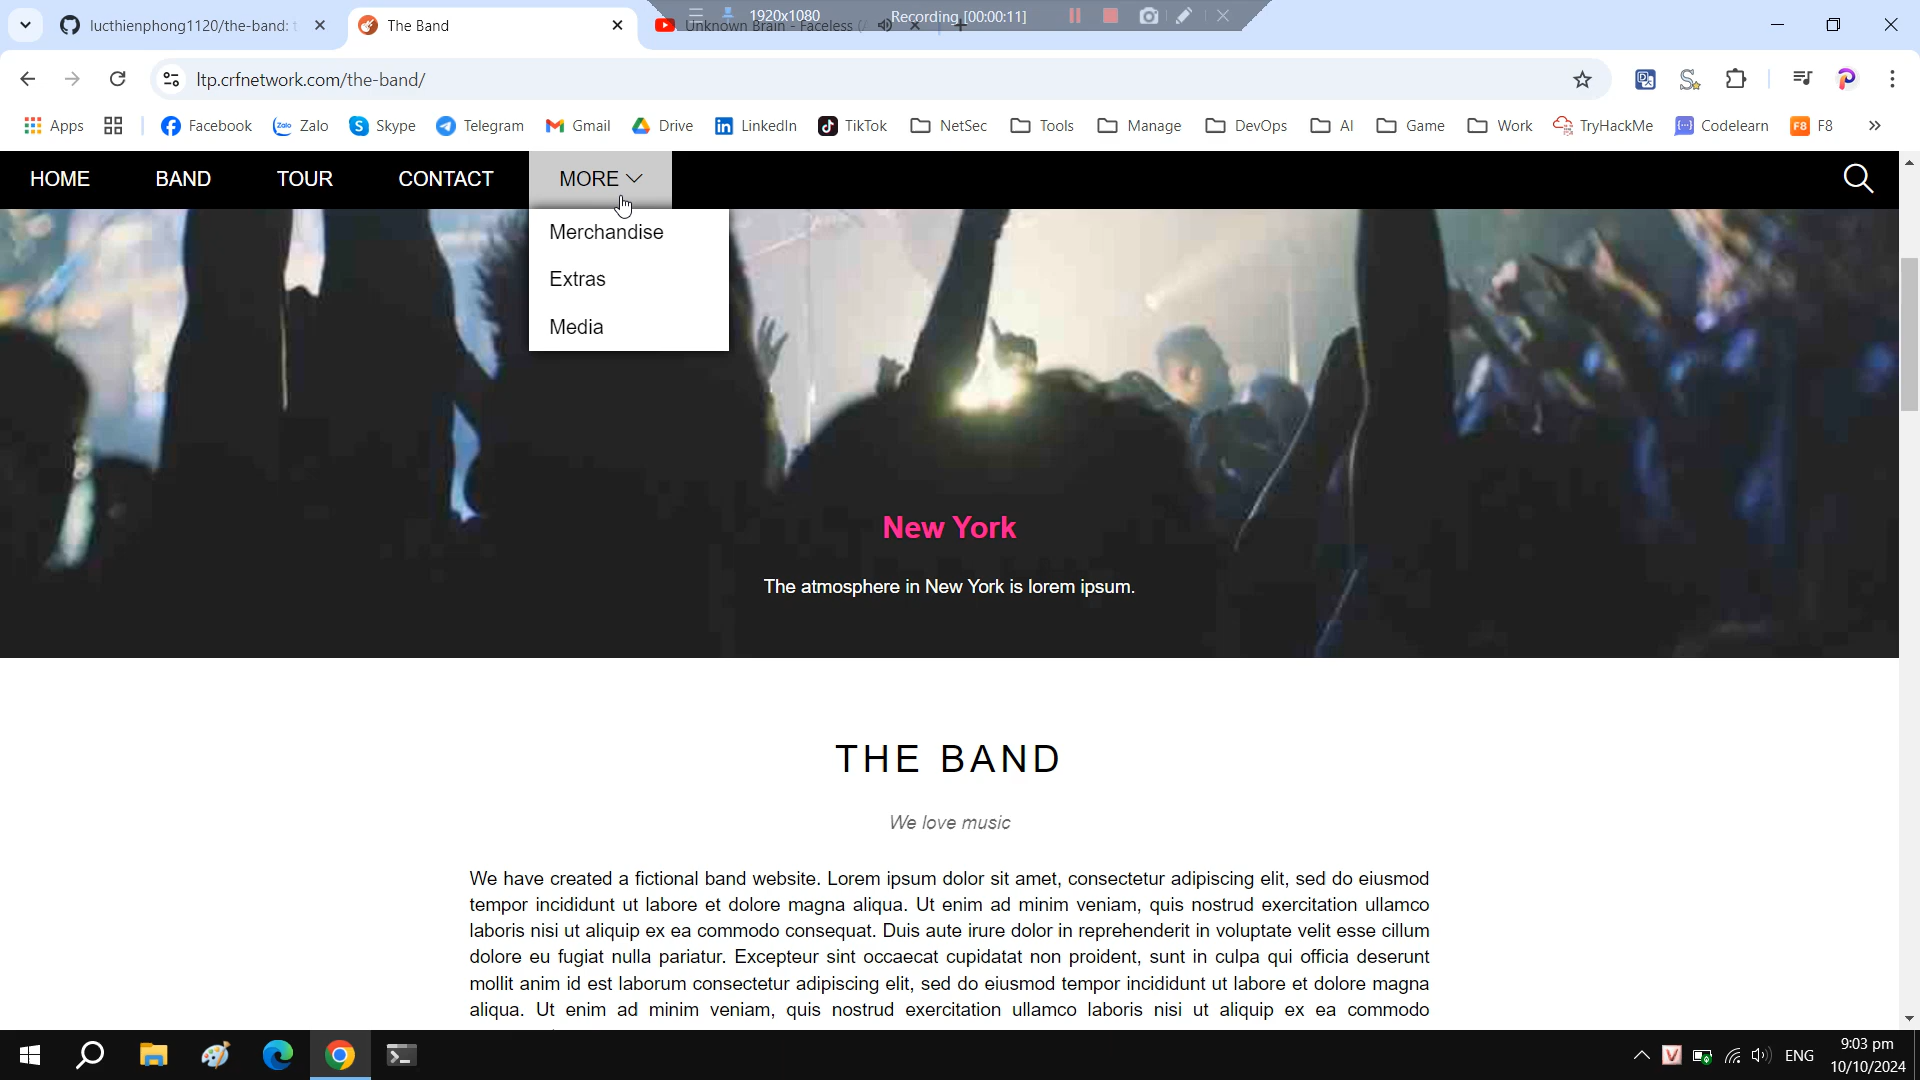 lucthienphong1120/the-band: t
The Band
Unknown Brain - Faceless (
1920x1080
Recording [00:00:11]
ltp.crfnetwork.com/the-band/
Apps
Facebook
Zalo
Skype
Telegram
Gmail
Drive
LinkedIn
TikTok
NetSec
Tools
Manage
DevOps
AI
Game
Work
TryHackMe
Codelearn
F8
HOME
BAND
TOUR
CONTACT
MORE
Merchandise
Extras
Media
New York
The atmosphere in New York is lorem ipsum.
THE BAND
We love music
We have created a fictional band website. Lorem ipsum dolor sit amet, consectetur adipiscing elit, sed do eiusmod
tempor incididunt ut labore et dolore magna aliqua. Ut enim ad minim veniam, quis nostrud exercitation ullamco
laboris nisi ut aliquip ex ea commodo consequat. Duis aute irure dolor in reprehenderit in voluptate velit esse cillum
dolore eu fugiat nulla pariatur. Excepteur sint occaecat cupidatat non proident, sunt in culpa qui officia deserunt
mollit anim id est laborum consectetur adipiscing elit, sed do eiusmod tempor incididunt ut labore et dolore magna
aliqua. Ut enim ad minim veniam, quis nostrud exercitation ullamco laboris nisi ut aliquip ex ea commodo
ENG
9:03 pm
10/10/2024